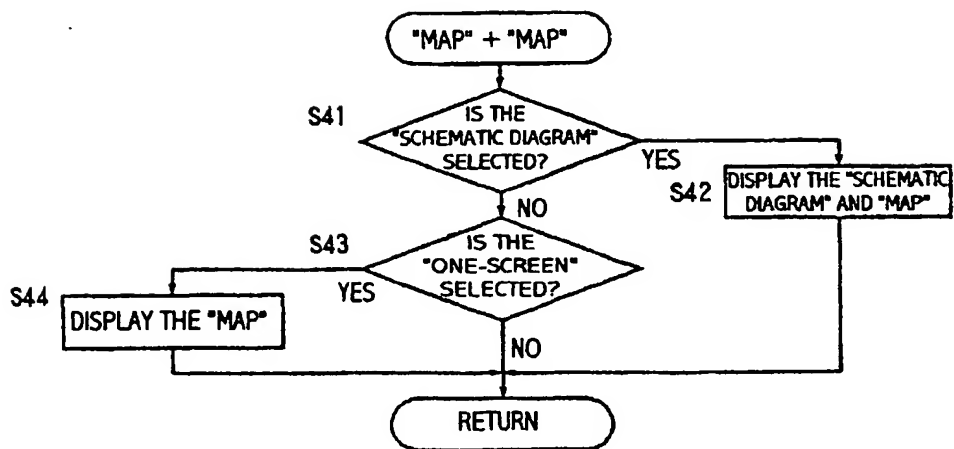 "MAP" + "MAP"
S41
IS THE
"SCHEMATIC DIAGRAM"
SELECTED?
YES
S42
DISPLAY THE "SCHEMATIC
DIAGRAM" AND "MAP"
NO
S43
IS THE
"ONE-SCREEN"
SELECTED?
YES
S44
DISPLAY THE "MAP"
NO
RETURN